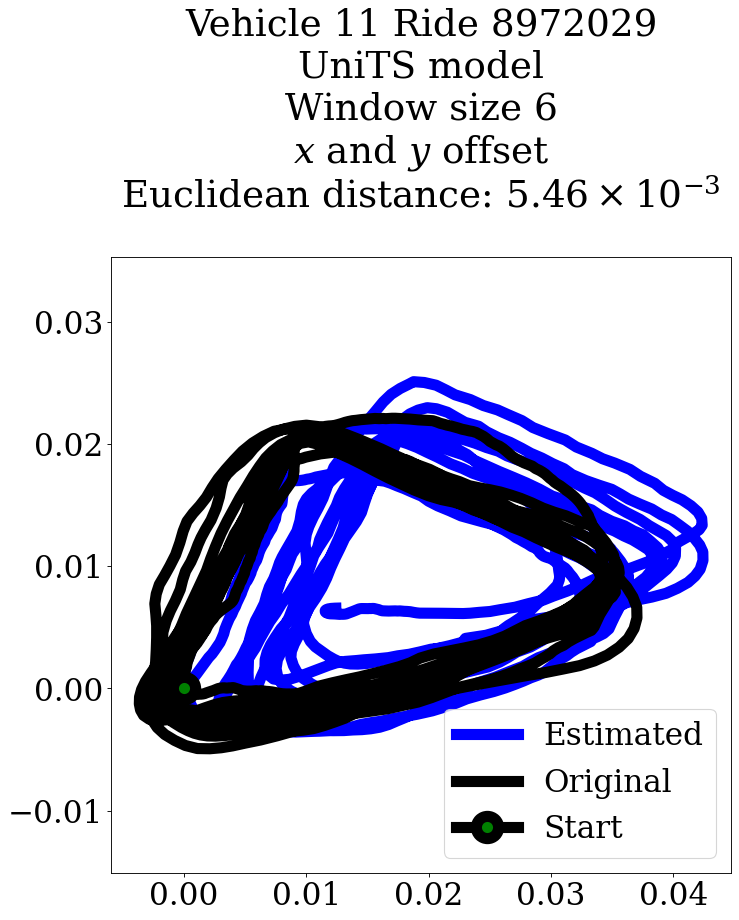 Vehicle 11 Ride 8972029
UniTS model
Window size 6
x and y offset
Euclidean distance: 5.46 × 10⁻³
0.03
0.02
0.01
0.00
−0.01
0.00 0.01 0.02 0.03 0.04
Estimated
Original
Start